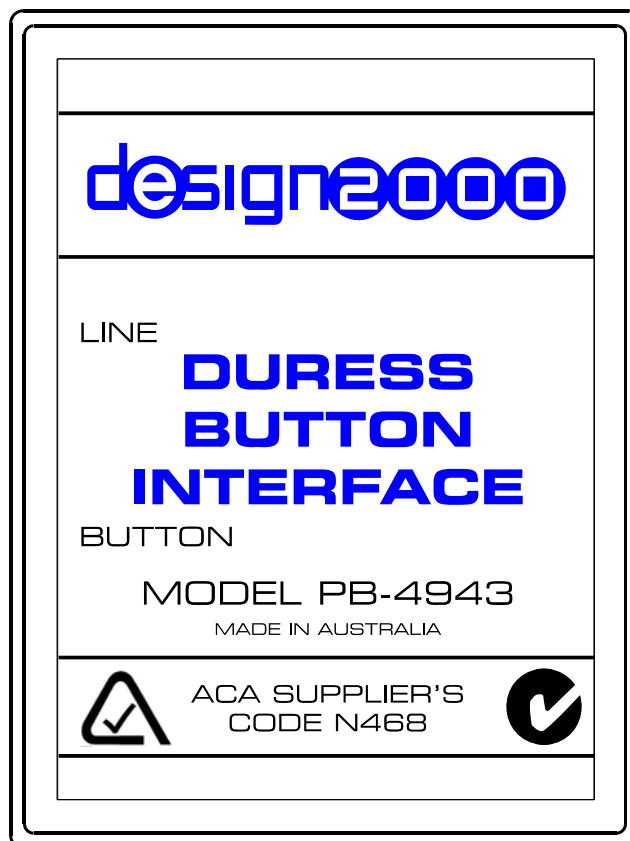 design2000
LINE
DURESS
BUTTON
INTERFACE
BUTTON
MODEL PB-4943
MADE IN AUSTRALIA
ACA SUPPLIER'S
CODE N468